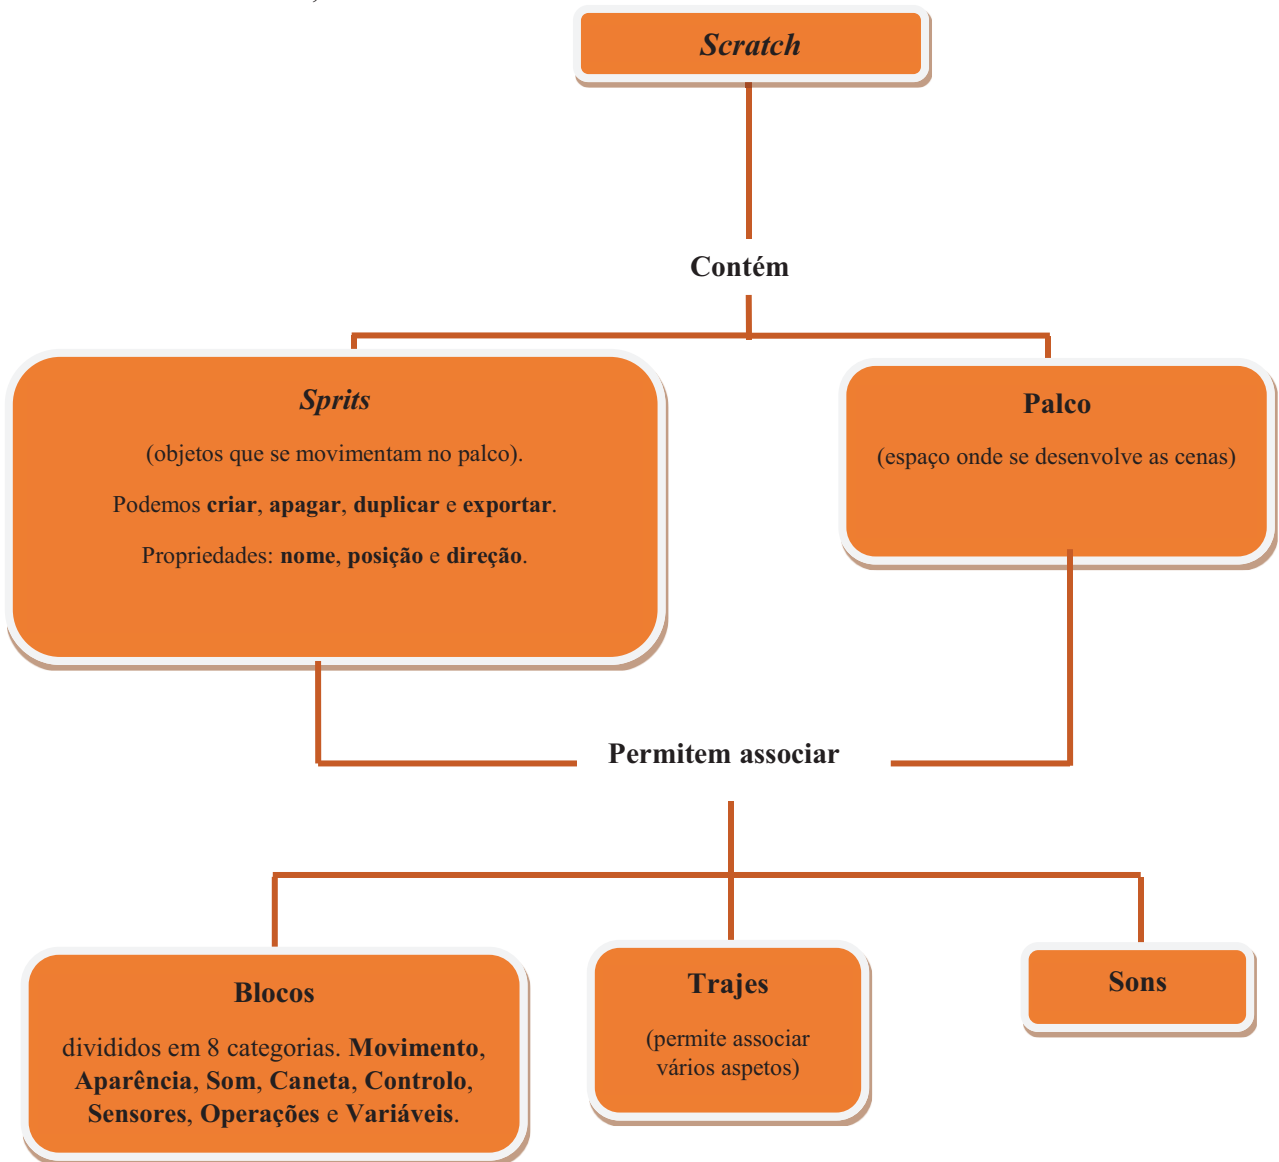 Scratch
Contém
Sprits
(objetos que se movimentam no palco).
Podemos criar, apagar, duplicar e exportar.
Propriedades: nome, posição e direção.
Palco
(espaço onde se desenvolve as cenas)
Permitem associar
Blocos
divididos em 8 categorias. Movimento,
Aparência, Som, Caneta, Controlo,
Sensores, Operações e Variáveis.
Trajes
(permite associar
vários aspetos)
Sons